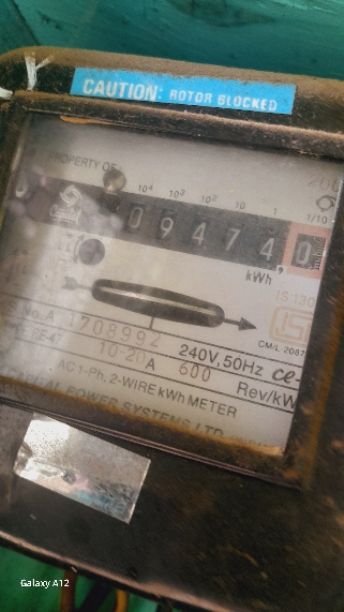 CAUTION: ROTOR BLOCKED
PROPERTY OF
10⁴ 10³ 10² 10 1 1/10
0 9 4 7 4, 0
kWh
No. A 1708992
10-20 A 240V, 50Hz
CM/L-2087
600 Rev/kW
AC 1-Ph, 2-WIRE kWh METER
POWER SYSTEMS LTD
Galaxy A12